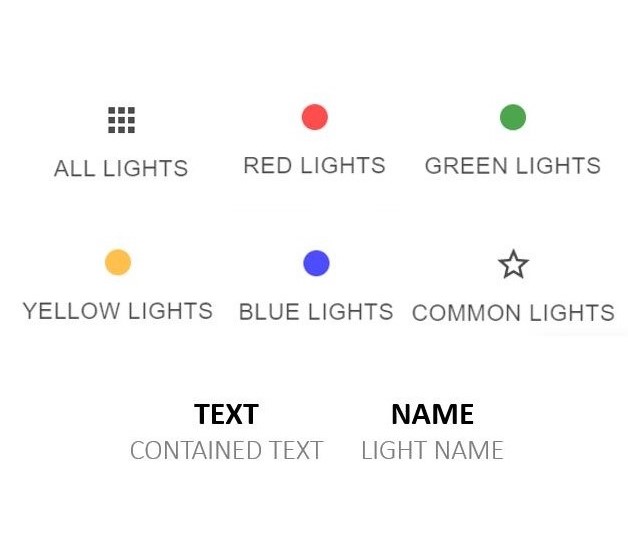 ALL LIGHTS
RED LIGHTS
GREEN LIGHTS
YELLOW LIGHTS
BLUE LIGHTS
COMMON LIGHTS
TEXT
CONTAINED TEXT
NAME
LIGHT NAME